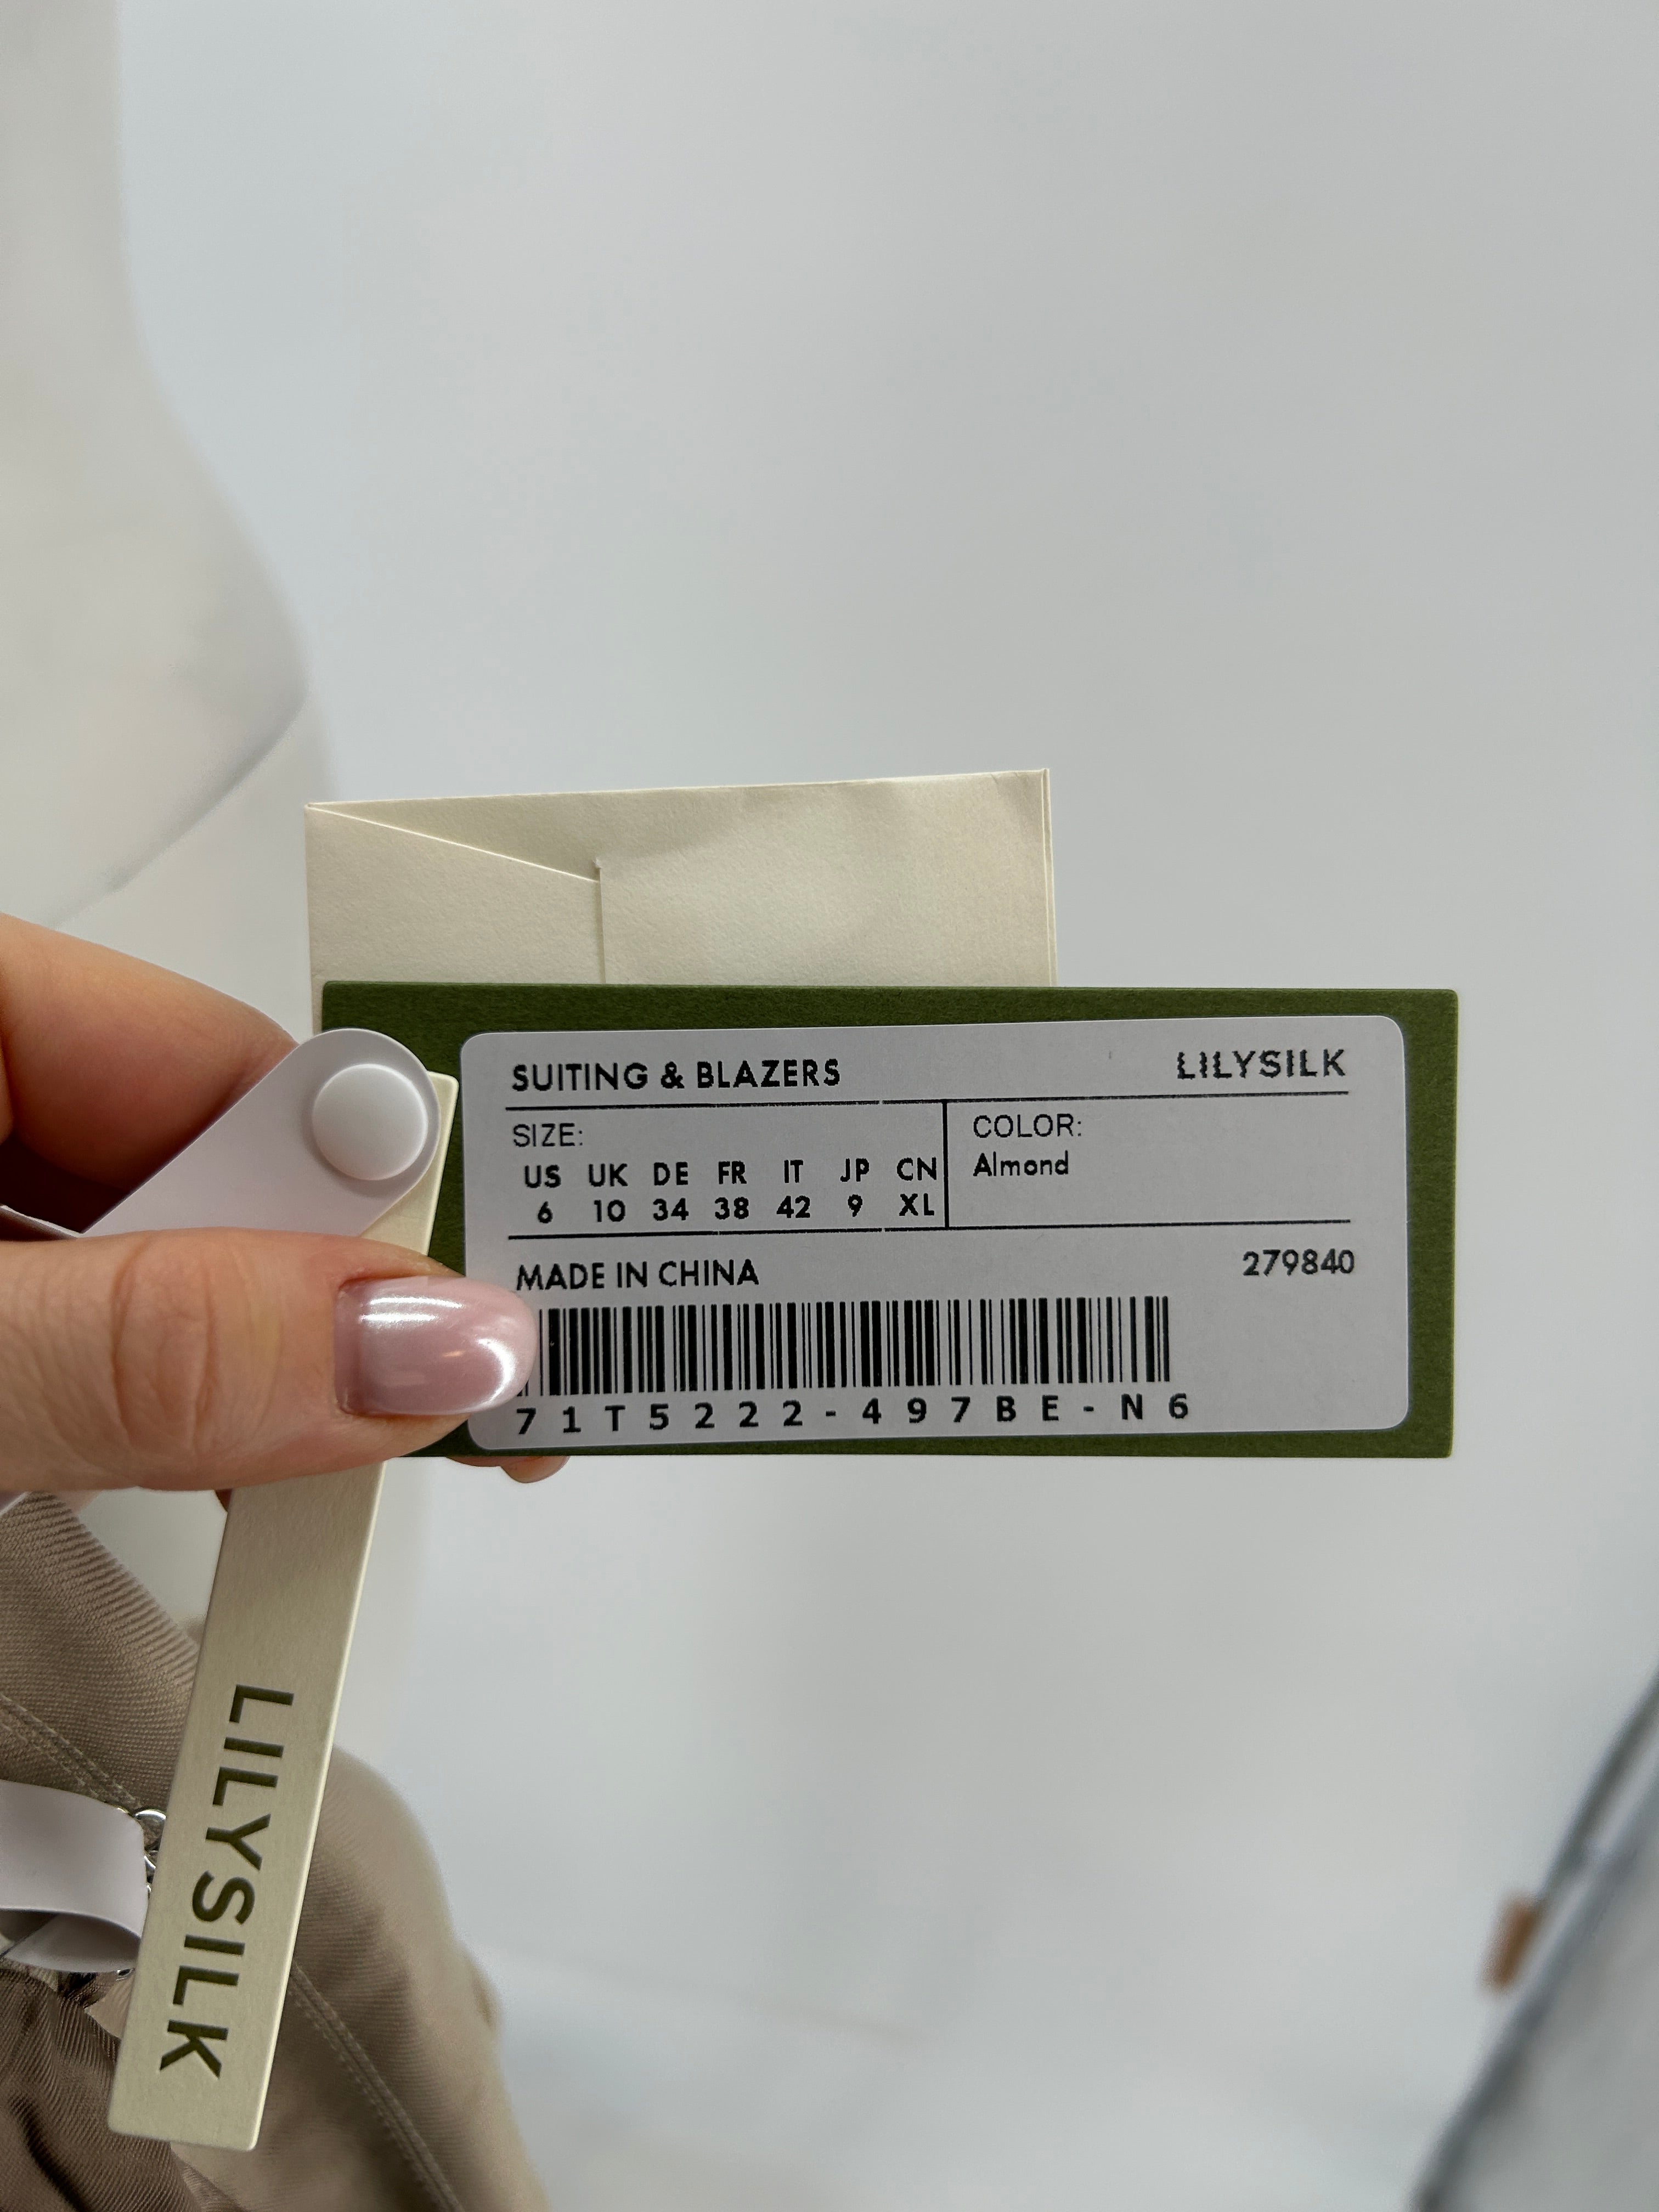 SUITING & BLAZERS LILYSILK
SIZE: COLOR:
US UK DE FR IT JP CN Almond
6 10 34 38 42 9 XL
MADE IN CHINA 279840
71T5222-497BE-N6
LILYSILK